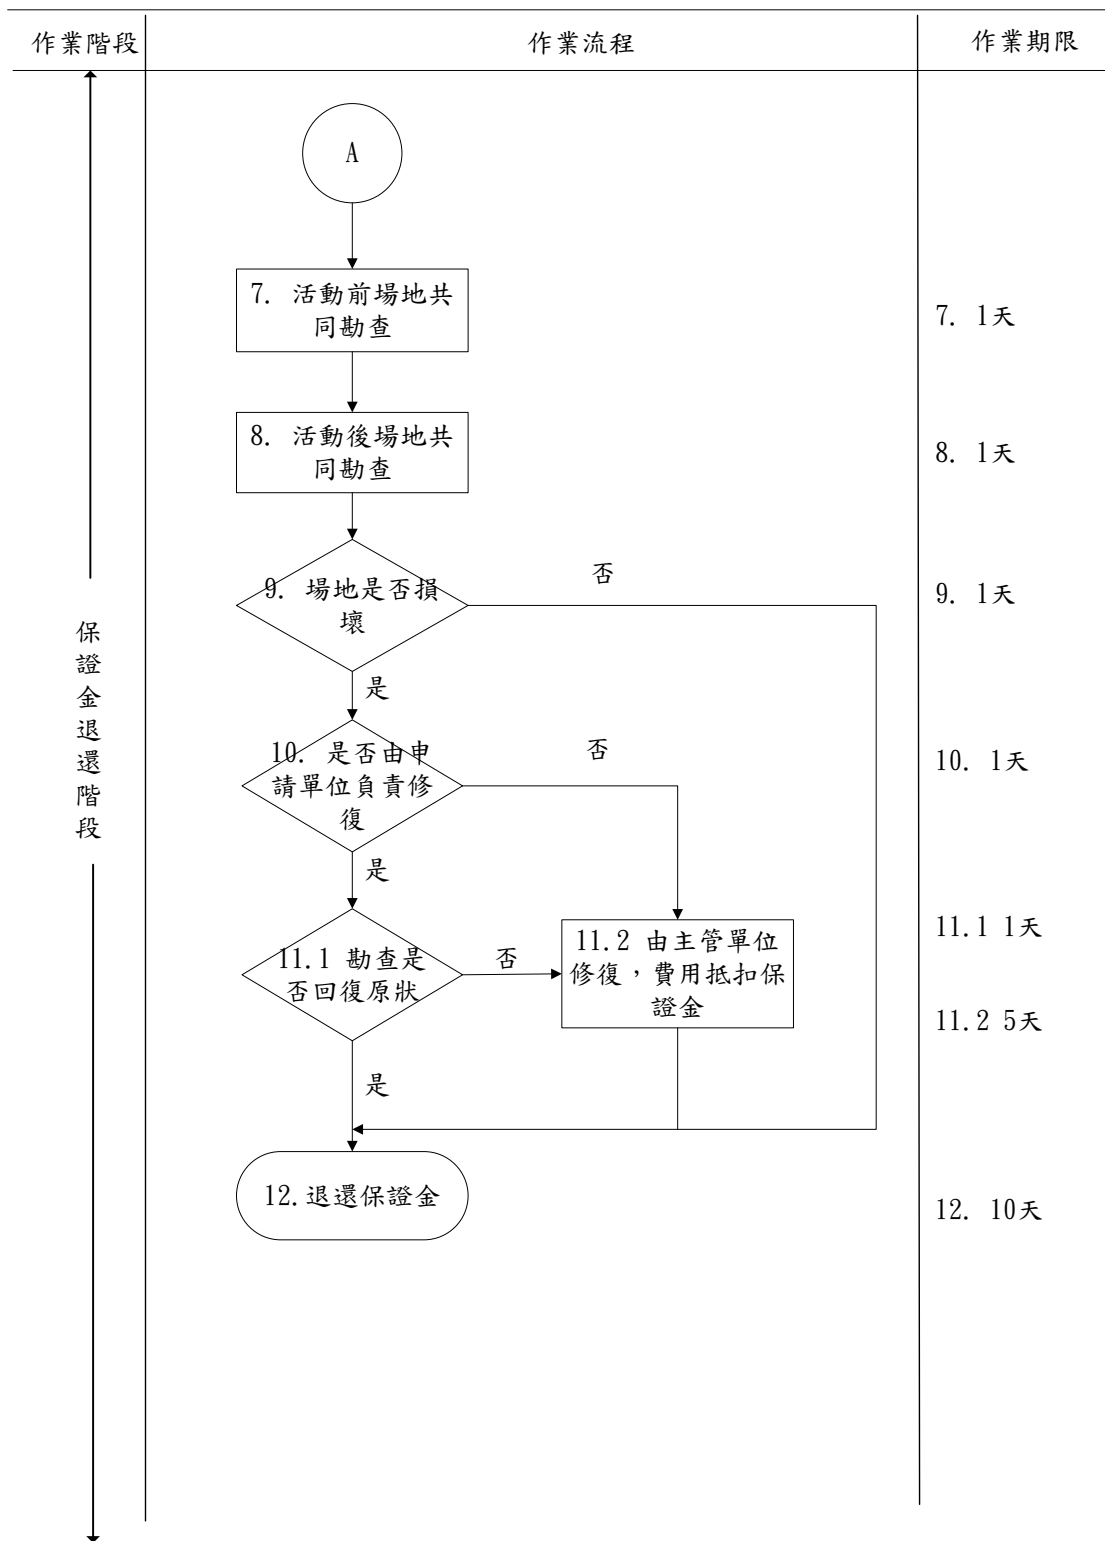 作業階段
作業流程
作業期限
A
7. 活動前場地共
同勘查
7. 1天
8. 活動後場地共
同勘查
8. 1天
9. 場地是否損
壞
否
9. 1天
是
保
證
金
退
還
階
段
10. 是否由申
請單位負責修
復
否
10. 1天
是
11.1 勘查是
否回復原狀
否
11.2 由主管單位
修復，費用抵扣保
證金
11.1 1天
11.2 5天
是
12.退還保證金
12. 10天